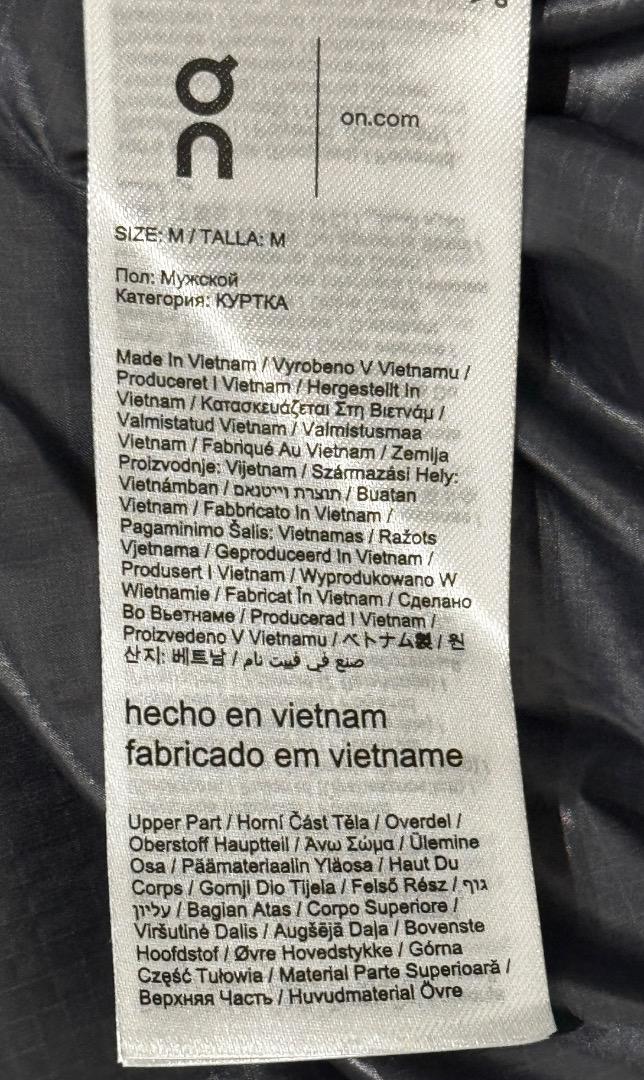 on
on.com
SIZE: M / TALLA: M
Пол: Мужской
Категория: КУРТКА
Made In Vietnam / Vyrobeno V Vietnamu /
Produceret I Vietnam / Hergestellt In
Vietnam / Κατασκευάζεται Στη Βιετνάμ /
Valmistatud Vietnam / Valmistusmaa
Vietnam / Fabriqué Au Vietnam / Zemlja
Proizvodnje: Vijetnam / Származási Hely:
Vietnámban / תוצרת וייטנאם / Buatan
Vietnam / Fabbricato In Vietnam /
Pagaminimo Šalis: Vietnamas / Ražots
Vjetnama / Geproduceerd In Vietnam /
Produsert I Vietnam / Wyprodukowano W
Wietnamie / Fabricat În Vietnam / Сделано
Во Вьетнаме / Producerad I Vietnam /
Proizvedeno V Vietnamu / ベトナム製 / 원
산지: 베트남 / صنع في فييت نام
hecho en vietnam
fabricado em vietname
Upper Part / Horní Část Těla / Overdel /
Oberstoff Hauptteil / Άνω Σώμα / Ülemine
Osa / Päämateriaalin Yläosa / Haut Du
Corps / Gornji Dio Tijela / Felső Rész / גוף
עליון / Bagian Atas / Corpo Superiore /
Viršutinė Dalis / Augšējā Daļa / Bovenste
Hoofdstof / Øvre Hovedstykke / Górna
Część Tułowia / Material Parte Superioară /
Верхняя Часть / Huvudmaterial Övre